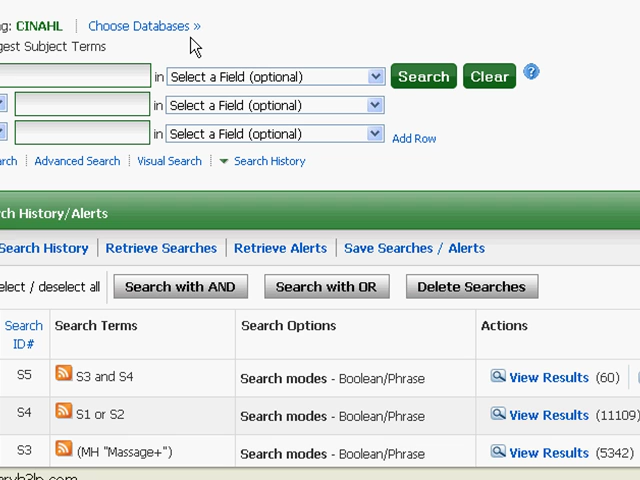 ng: CINAHL | Choose Databases »
gest Subject Terms
in Select a Field (optional) Search Clear ?
in Select a Field (optional)
in Select a Field (optional) Add Row
arch Advanced Search Visual Search Search History
ch History/Alerts
Search History | Retrieve Searches | Retrieve Alerts | Save Searches / Alerts
elect / deselect all Search with AND Search with OR Delete Searches
Search ID# Search Terms Search Options Actions
S5 S3 and S4 Search modes - Boolean/Phrase View Results (60)
S4 S1 or S2 Search modes - Boolean/Phrase View Results (11109)
S3 (MH "Massage+") Search modes - Boolean/Phrase View Results (5342)